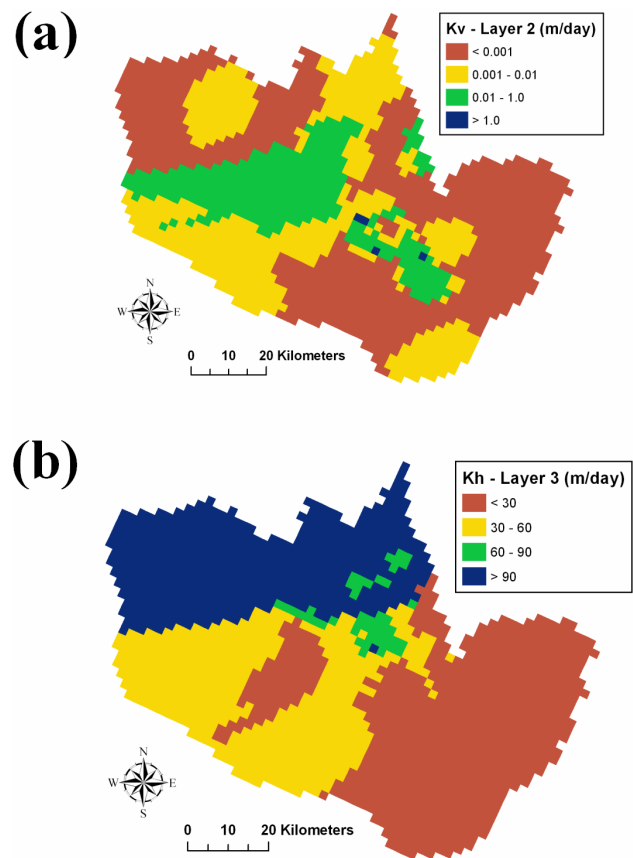 (a)
Kv - Layer 2 (m/day)
< 0.001
0.001 - 0.01
0.01 - 1.0
> 1.0
N
W E
S
0 10 20 Kilometers
(b)
Kh - Layer 3 (m/day)
< 30
30 - 60
60 - 90
> 90
N
W E
S
0 10 20 Kilometers